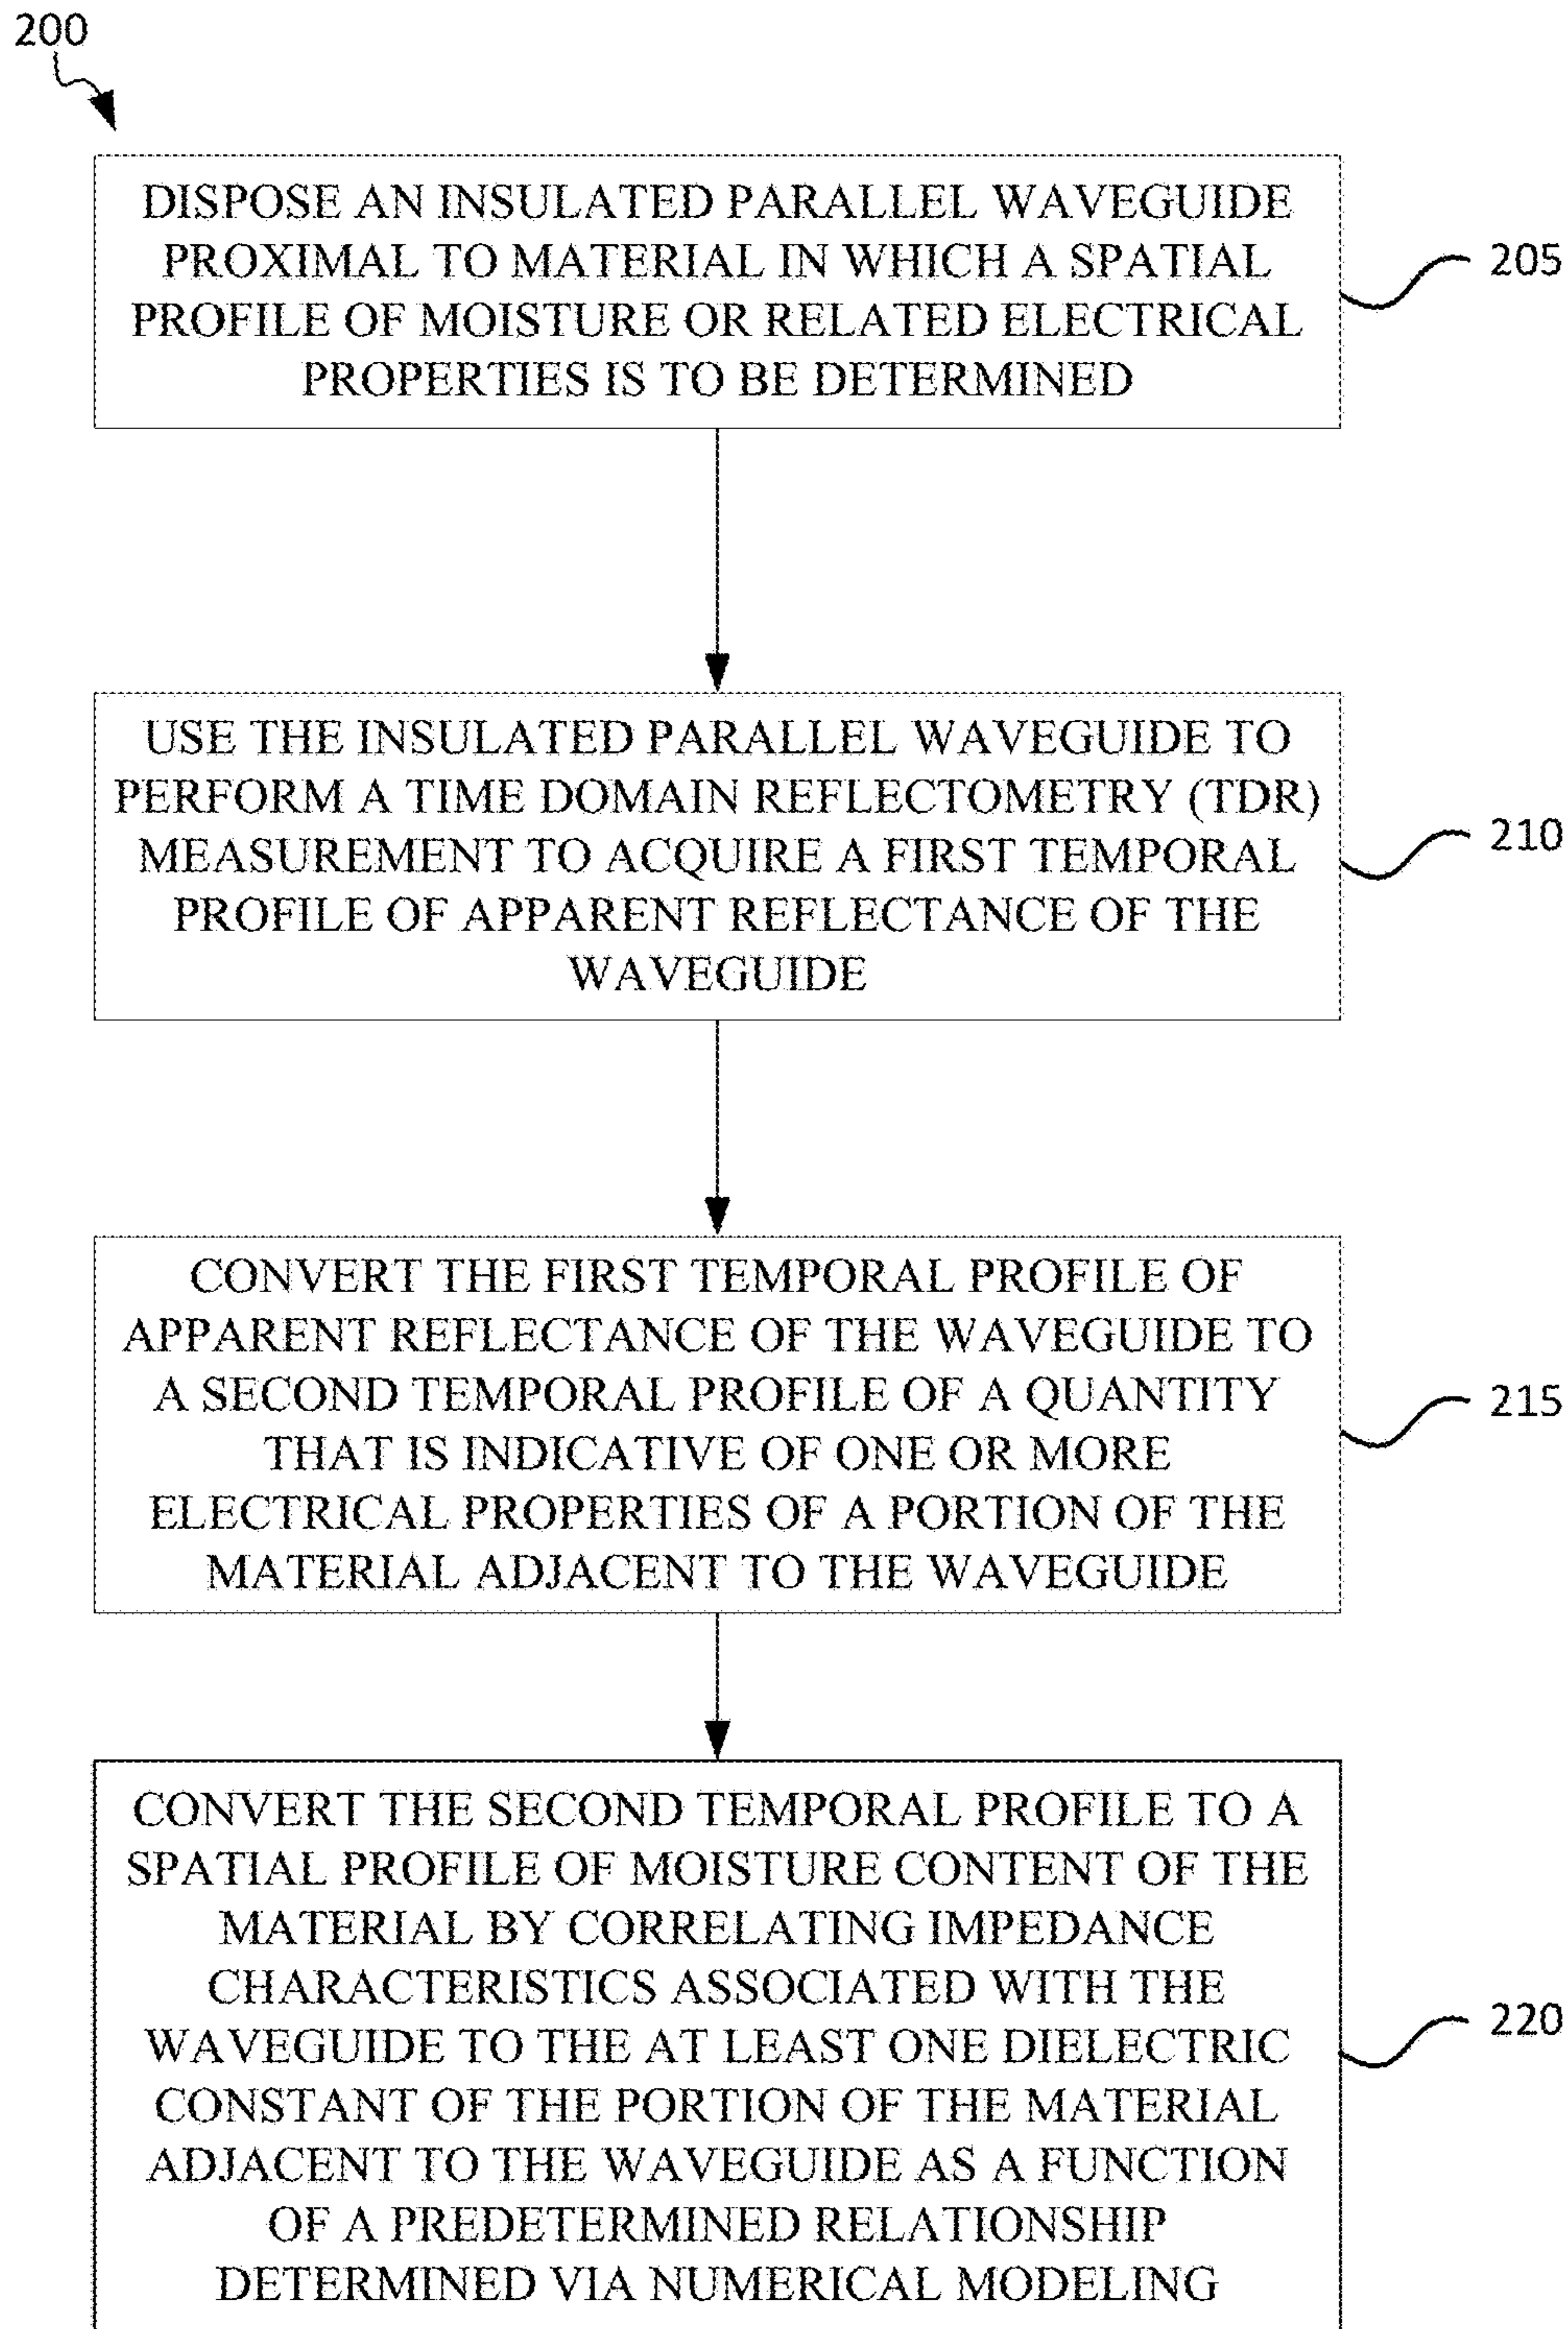 200
DISPOSE AN INSULATED PARALLEL WAVEGUIDE
PROXIMAL TO MATERIAL IN WHICH A SPATIAL
PROFILE OF MOISTURE OR RELATED ELECTRICAL
PROPERTIES IS TO BE DETERMINED
205
USE THE INSULATED PARALLEL WAVEGUIDE TO
PERFORM A TIME DOMAIN REFLECTOMETRY (TDR)
MEASUREMENT TO ACQUIRE A FIRST TEMPORAL
PROFILE OF APPARENT REFLECTANCE OF THE
WAVEGUIDE
210
CONVERT THE FIRST TEMPORAL PROFILE OF
APPARENT REFLECTANCE OF THE WAVEGUIDE TO
A SECOND TEMPORAL PROFILE OF A QUANTITY
THAT IS INDICATIVE OF ONE OR MORE
ELECTRICAL PROPERTIES OF A PORTION OF THE
MATERIAL ADJACENT TO THE WAVEGUIDE
215
CONVERT THE SECOND TEMPORAL PROFILE TO A
SPATIAL PROFILE OF MOISTURE CONTENT OF THE
MATERIAL BY CORRELATING IMPEDANCE
CHARACTERISTICS ASSOCIATED WITH THE
WAVEGUIDE TO THE AT LEAST ONE DIELECTRIC
CONSTANT OF THE PORTION OF THE MATERIAL
ADJACENT TO THE WAVEGUIDE AS A FUNCTION
OF A PREDETERMINED RELATIONSHIP
DETERMINED VIA NUMERICAL MODELING
220